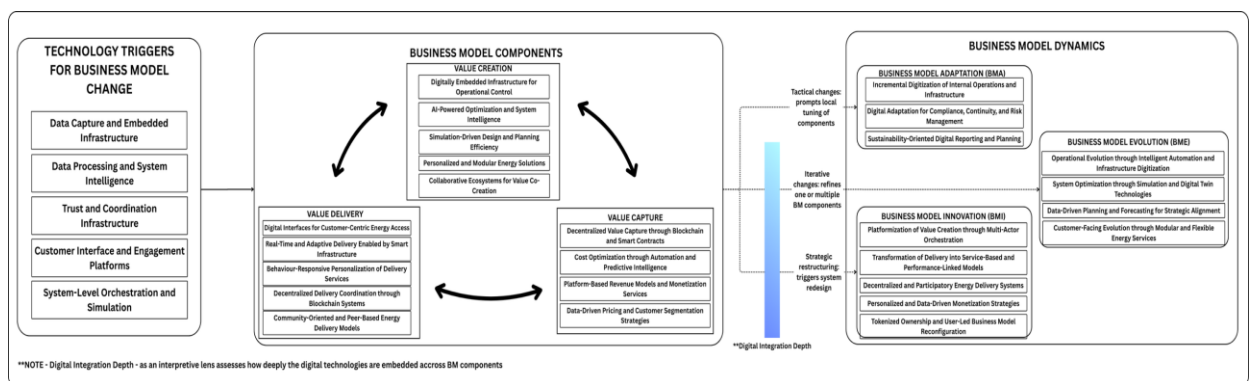 TECHNOLOGY TRIGGERS
FOR BUSINESS MODEL
CHANGE
Data Capture and Embedded
Infrastructure
Data Processing and System
Intelligence
Trust and Coordination
Infrastructure
Customer Interface and Engagement
Platforms
System-Level Orchestration and
Simulation
BUSINESS MODEL COMPONENTS
VALUE CREATION
Digitally Embedded Infrastructure for
Operational Control
AI-Powered Optimization and System
Intelligence
Simulation-Driven Design and Planning
Efficiency
Personalized and Modular Energy Solutions
Collaborative Ecosystems for Value Co-
Creation
VALUE DELIVERY
Digital Interfaces for Customer-Centric Energy Access
Real-Time and Adaptive Delivery Enabled by Smart
Infrastructure
Behaviour-Responsive Personalization of Delivery
Services
Decentralized Delivery Coordination through
Blockchain Systems
Community-Oriented and Peer-Based Energy
Delivery Models
VALUE CAPTURE
Decentralized Value Capture through Blockchain
and Smart Contracts
Cost Optimization through Automation and
Predictive Intelligence
Platform-Based Revenue Models and Monetization
Services
Data-Driven Pricing and Customer Segmentation
Strategies
Tactical changes:
prompts local
tuning of
components
Iterative
changes: refines
one or multiple
BM components
Strategic
restructuring:
triggers system
redesign
**Digital Integration Depth
BUSINESS MODEL DYNAMICS
BUSINESS MODEL ADAPTATION (BMA)
Incremental Digitization of Internal Operations and
Infrastructure
Digital Adaptation for Compliance, Continuity, and Risk
Management
Sustainability-Oriented Digital Reporting and Planning
BUSINESS MODEL EVOLUTION (BME)
Operational Evolution through Intelligent Automation and
Infrastructure Digitization
System Optimization through Simulation and Digital Twin
Technologies
Data-Driven Planning and Forecasting for Strategic Alignment
Customer-Facing Evolution through Modular and Flexible
Energy Services
BUSINESS MODEL INNOVATION (BMI)
Platformization of Value Creation through Multi-Actor
Orchestration
Transformation of Delivery into Service-Based and
Performance-Linked Models
Decentralized and Participatory Energy Delivery Systems
Personalized and Data-Driven Monetization Strategies
Tokenized Ownership and User-Led Business Model
Reconfiguration
**NOTE - Digital Integration Depth - as an interpretive lens assesses how deeply the digital technologies are embedded accross BM components